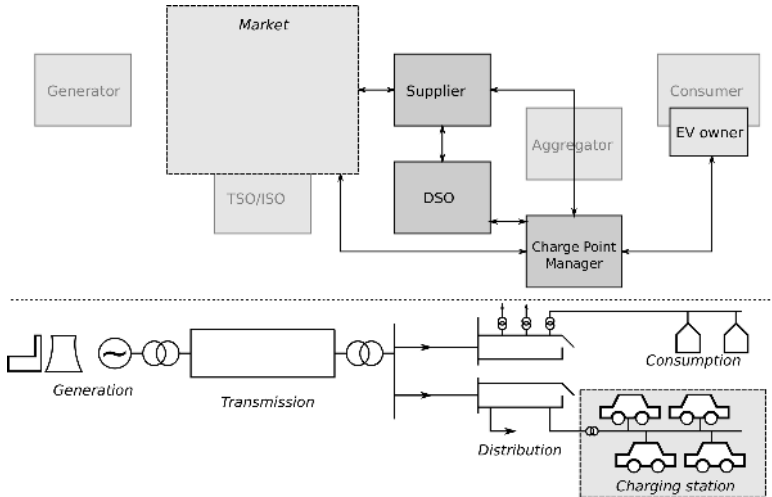 Market
Generator
Supplier
Consumer
EV owner
Aggregator
TSO/ISO
DSO
Charge Point
Manager
Generation
Transmission
Consumption
Distribution
Charging station